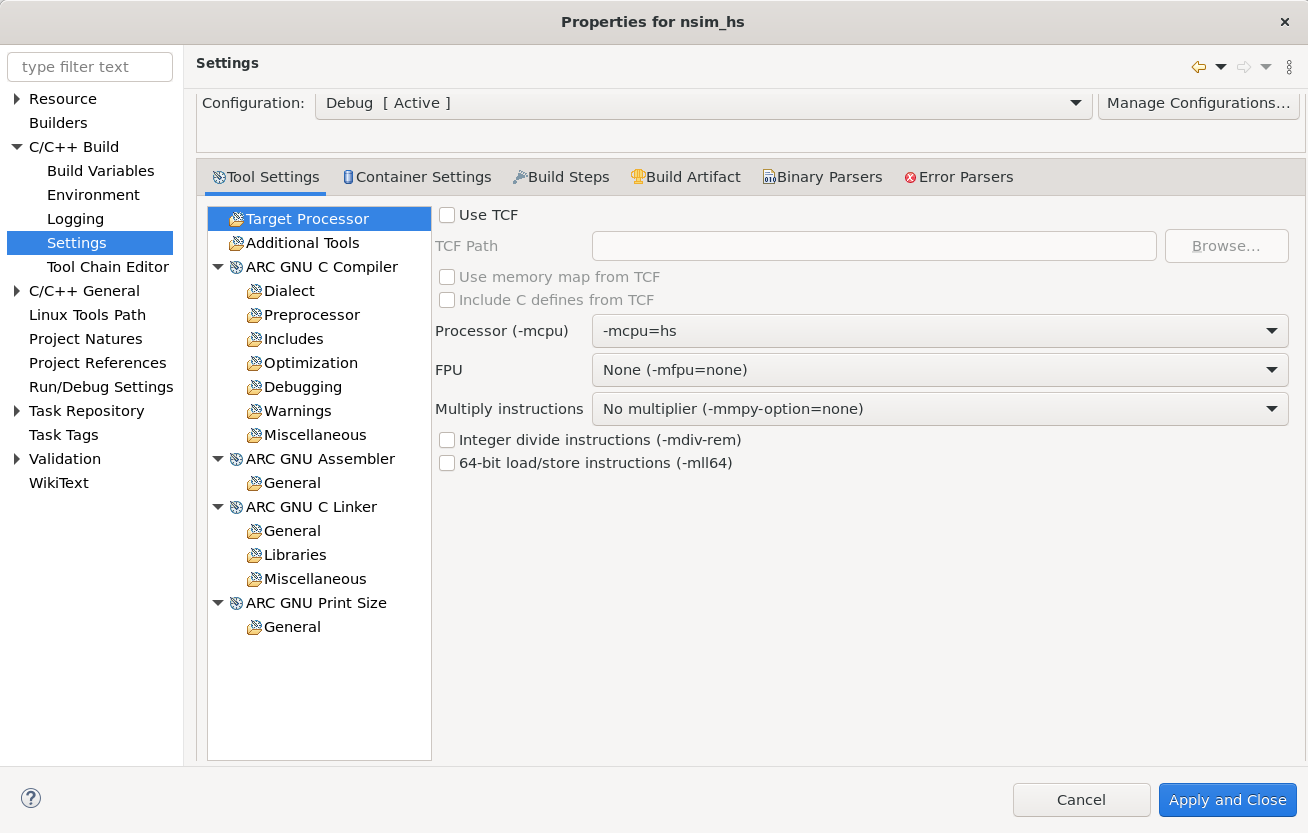 Properties for nsim_hs
type filter text
Resource
Builders
C/C++ Build
Build Variables
Environment
Logging
Settings
Tool Chain Editor
C/C++ General
Linux Tools Path
Project Natures
Project References
Run/Debug Settings
Task Repository
Task Tags
Validation
WikiText
Settings
Configuration: Debug [ Active ] Manage Configurations...
Tool Settings Container Settings Build Steps Build Artifact Binary Parsers Error Parsers
Target Processor
Additional Tools
ARC GNU C Compiler
Dialect
Preprocessor
Includes
Optimization
Debugging
Warnings
Miscellaneous
ARC GNU Assembler
General
ARC GNU C Linker
General
Libraries
Miscellaneous
ARC GNU Print Size
General
Use TCF
TCF Path Browse...
Use memory map from TCF
Include C defines from TCF
Processor (-mcpu) -mcpu=hs
FPU None (-mfpu=none)
Multiply instructions No multiplier (-mmpy-option=none)
Integer divide instructions (-mdiv-rem)
64-bit load/store instructions (-mll64)
? Cancel Apply and Close